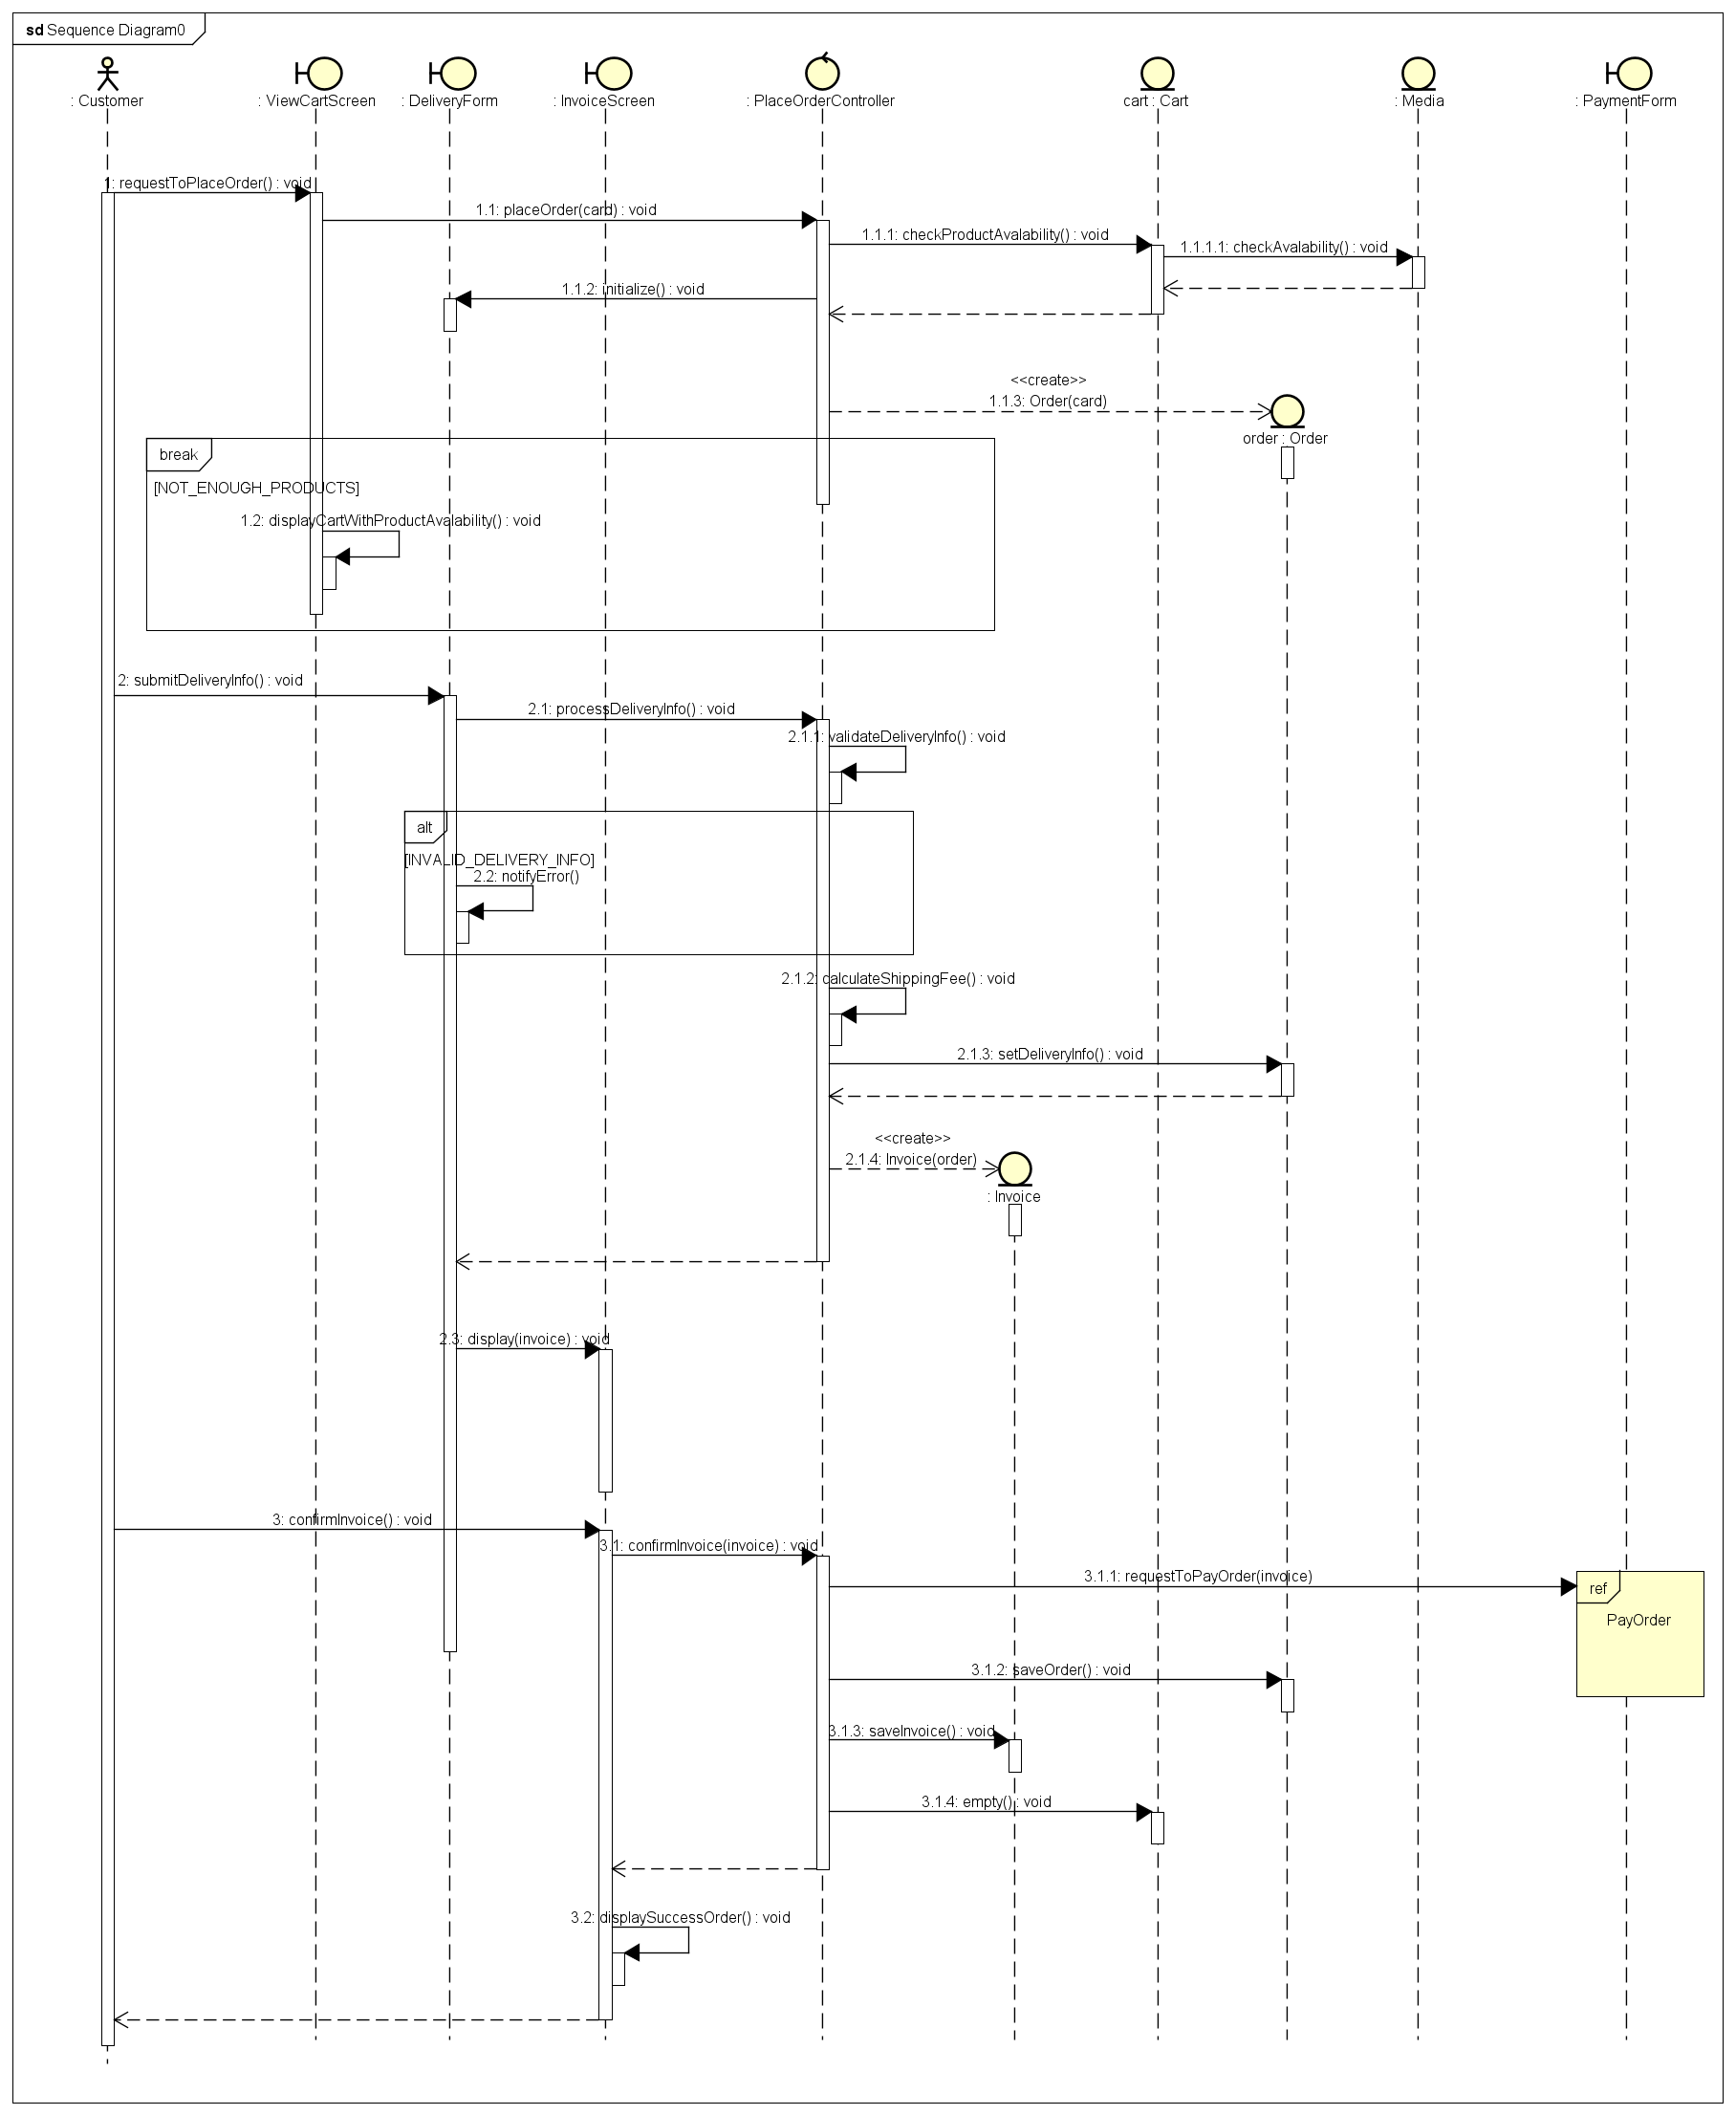 sd Sequence Diagram0
: Customer
: ViewCartScreen
: DeliveryForm
: InvoiceScreen
: PlaceOrderController
cart : Cart
: Media
: PaymentForm
1: requestToPlaceOrder() : void
1.1: placeOrder(card) : void
1.1.1: checkProductAvalability() : void
1.1.1.1: checkAvalability() : void
1.1.2: initialize() : void
<<create>>
1.1.3: Order(card)
order : Order
break
[NOT_ENOUGH_PRODUCTS]
1.2: displayCartWithProductAvalability() : void
2: submitDeliveryInfo() : void
2.1: processDeliveryInfo() : void
2.1.1: validateDeliveryInfo() : void
alt
[INVALID_DELIVERY_INFO]
2.2: notifyError()
2.1.2: calculateShippingFee() : void
2.1.3: setDeliveryInfo() : void
<<create>>
2.1.4: Invoice(order)
: Invoice
2.3: display(invoice) : void
3: confirmInvoice() : void
3.1: confirmInvoice(invoice) : void
3.1.1: requestToPayOrder(invoice)
ref
PayOrder
3.1.2: saveOrder() : void
3.1.3: saveInvoice() : void
3.1.4: empty() : void
3.2: displaySuccessOrder() : void